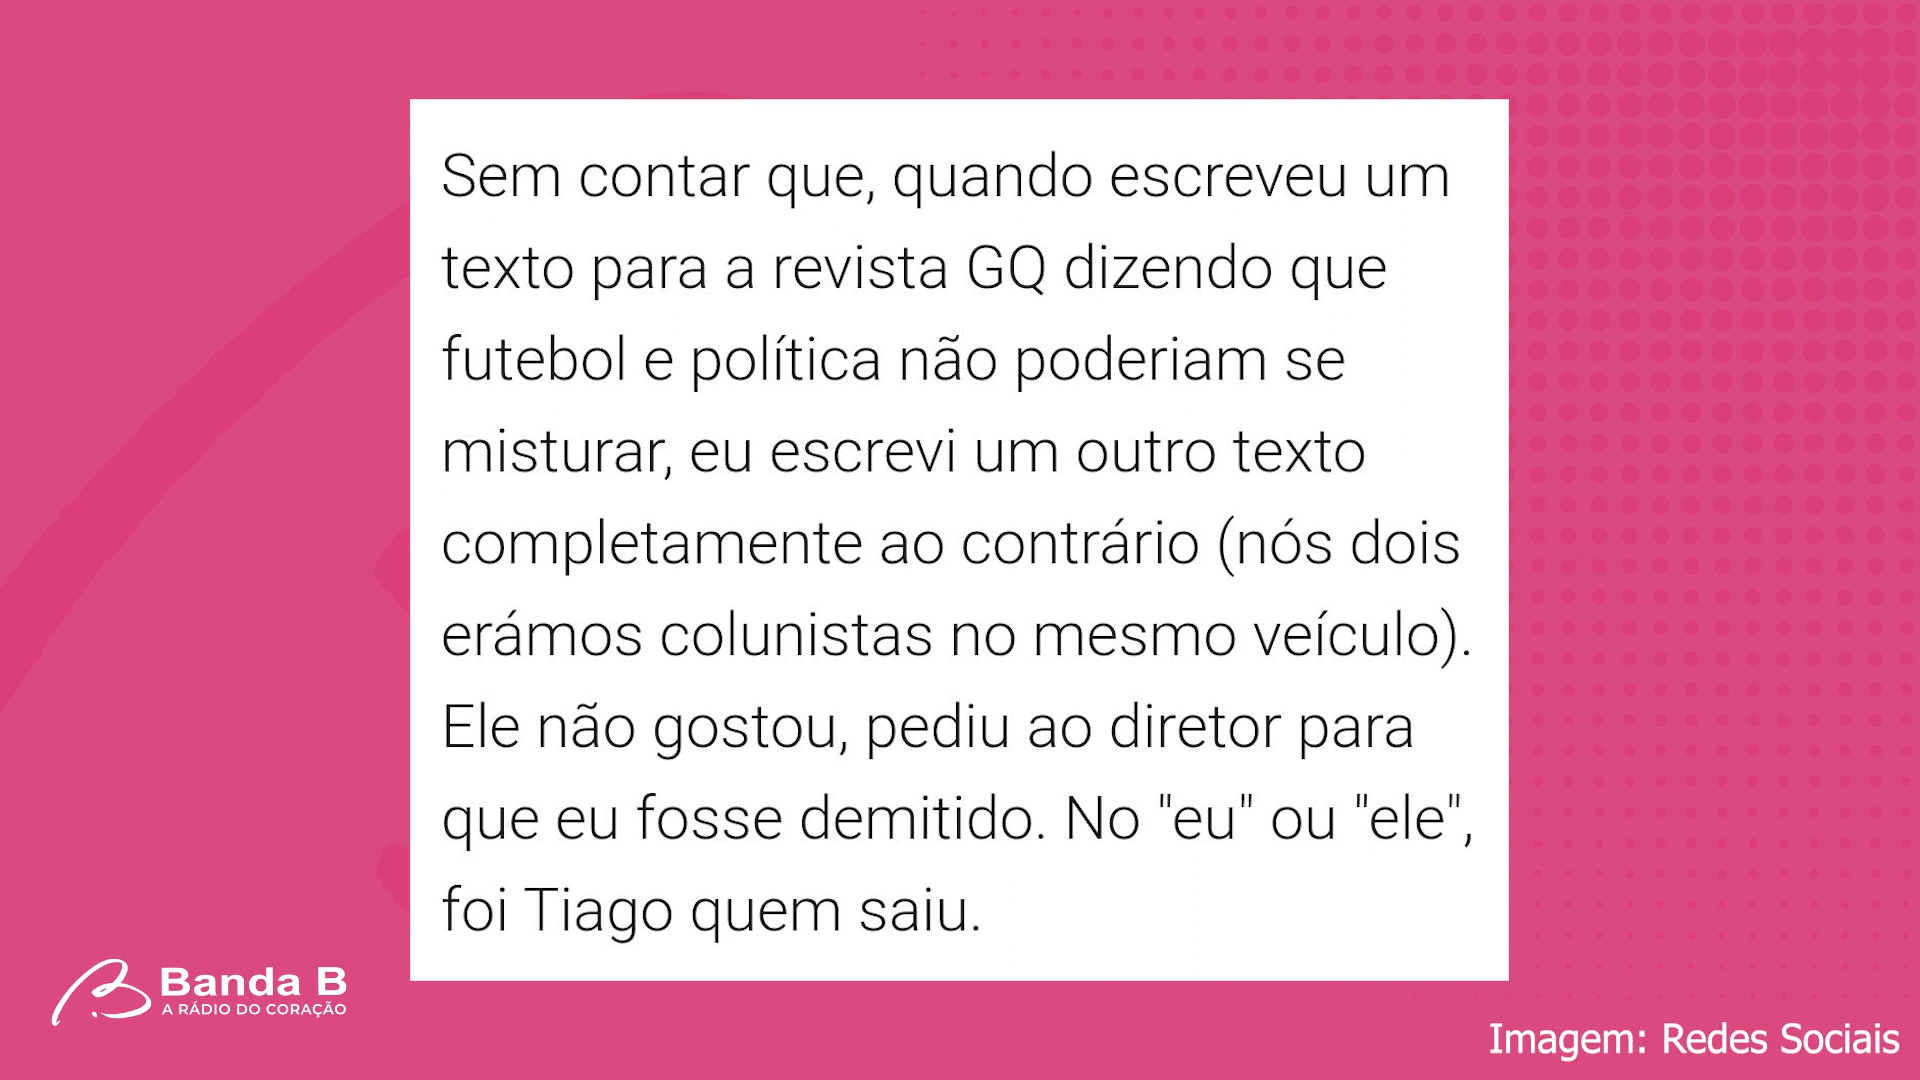 Sem contar que, quando escreveu um
texto para a revista GQ dizendo que
futebol e política não poderiam se
misturar, eu escrevi um outro texto
completamente ao contrário (nós dois
erámos colunistas no mesmo veículo).
Ele não gostou, pediu ao diretor para
que eu fosse demitido. No "eu" ou "ele",
foi Tiago quem saiu.
Banda B
A RÁDIO DO CORAÇÃO
Imagem: Redes Sociais